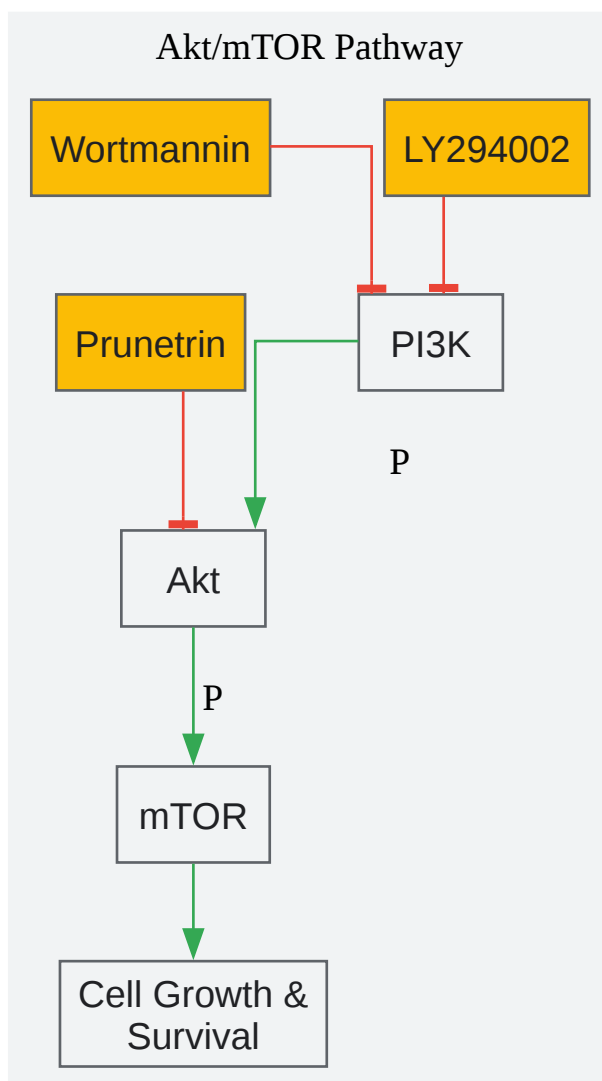 Akt/mTOR Pathway
Wortmannin
LY294002
Prunetrin
PI3K
P
Akt
P
mTOR
Cell Growth &
Survival